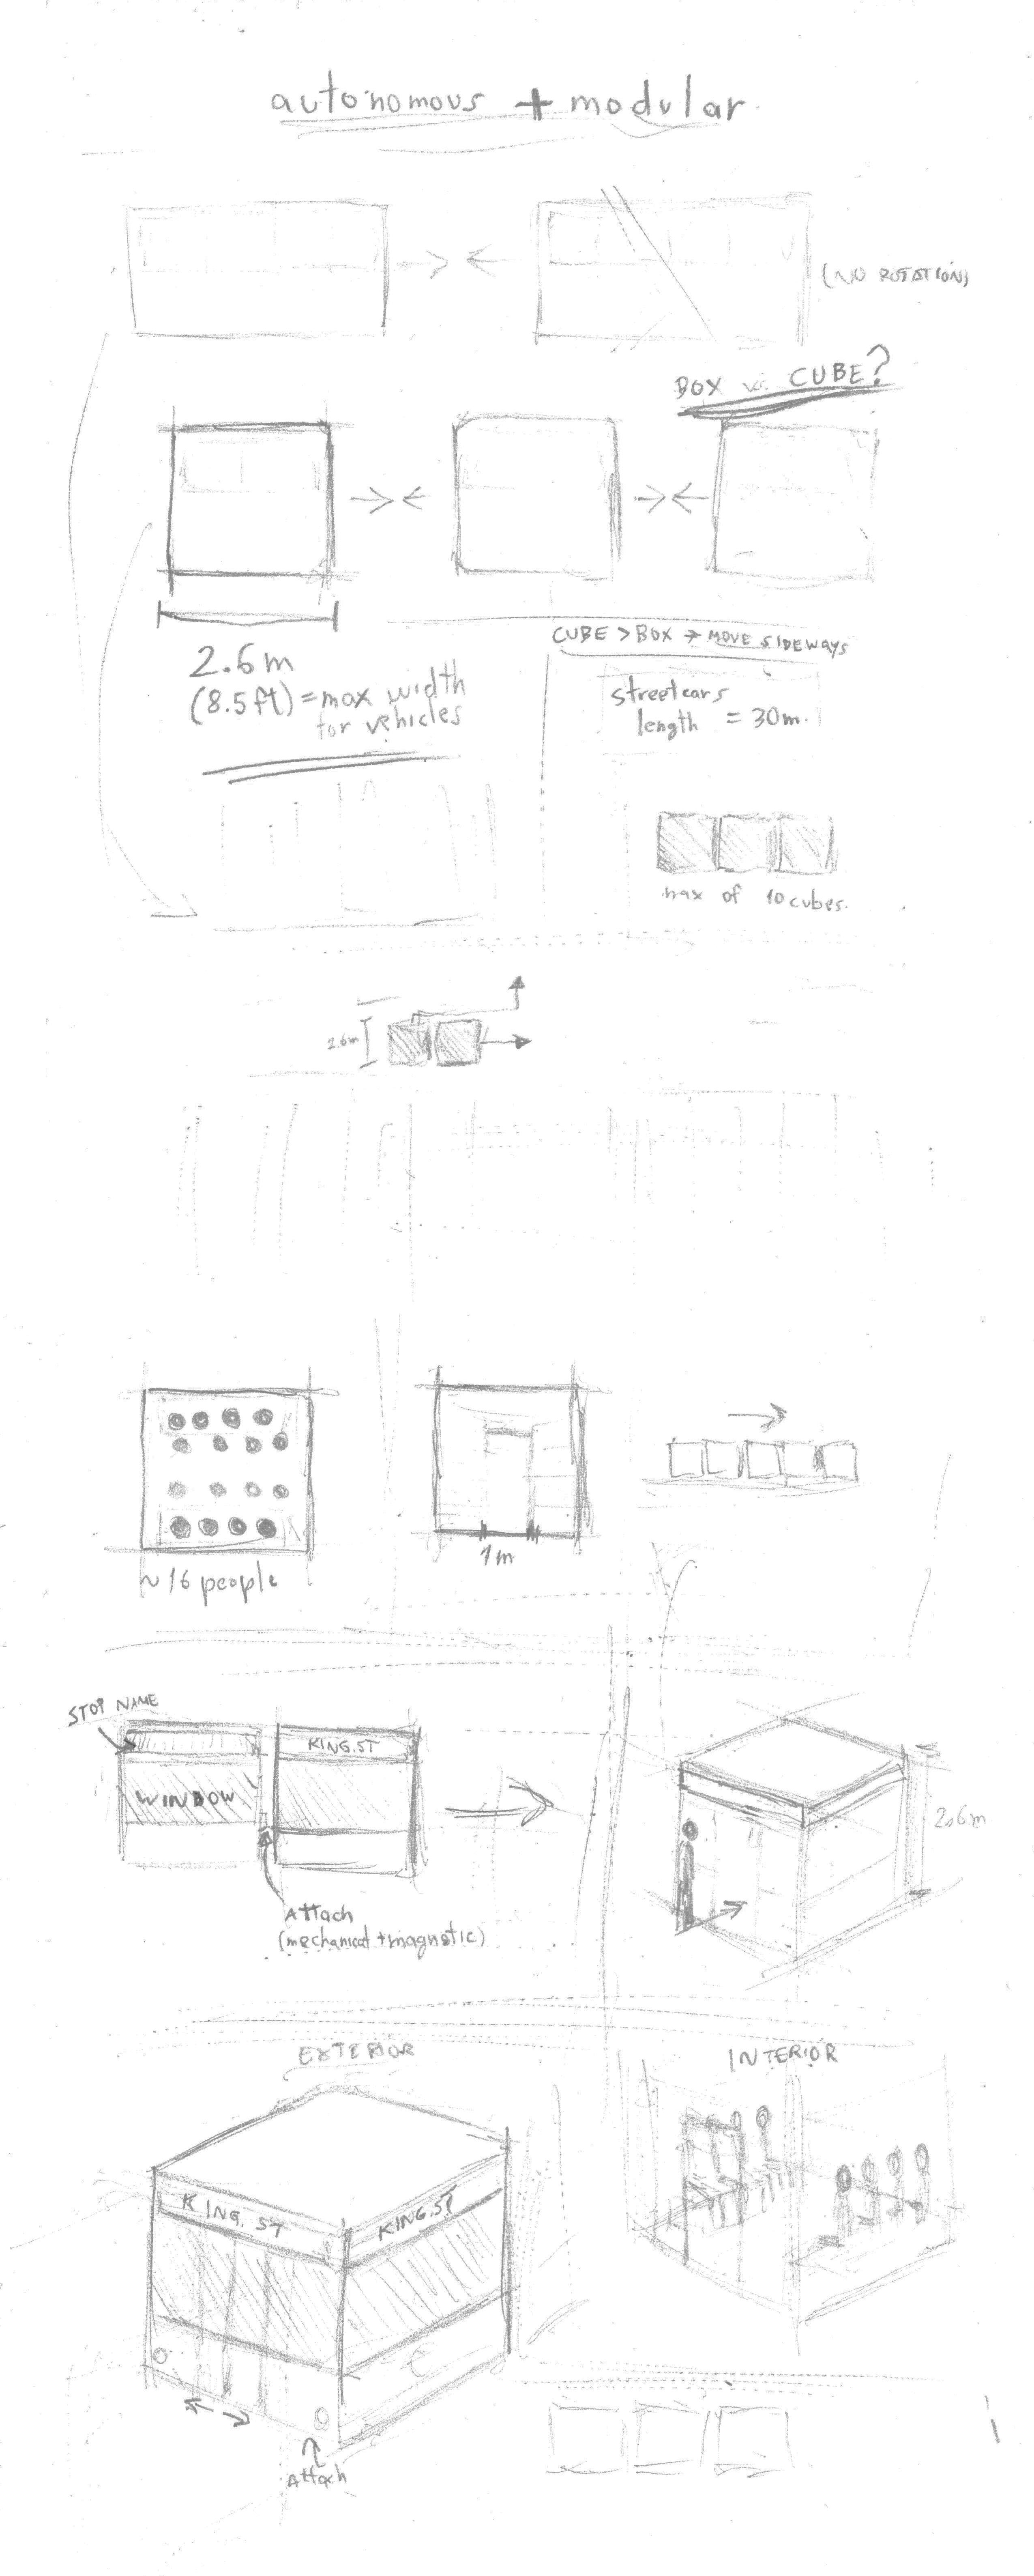 autonomous + modular
(NO ROTATION)
BOX vs. CUBE?
2.6m
(8.5ft) = max width
for vehicles
CUBE > BOX → MOVE SIDEWAYS
streetcars
length = 30m.
max of 10 cubes.
2.6m
~16 people
1m
STOP NAME
KING.ST
WINDOW
Attach
(mechanical + magnetic)
2.6m
EXTERIOR
INTERIOR
KING. ST
KING.ST
Attach